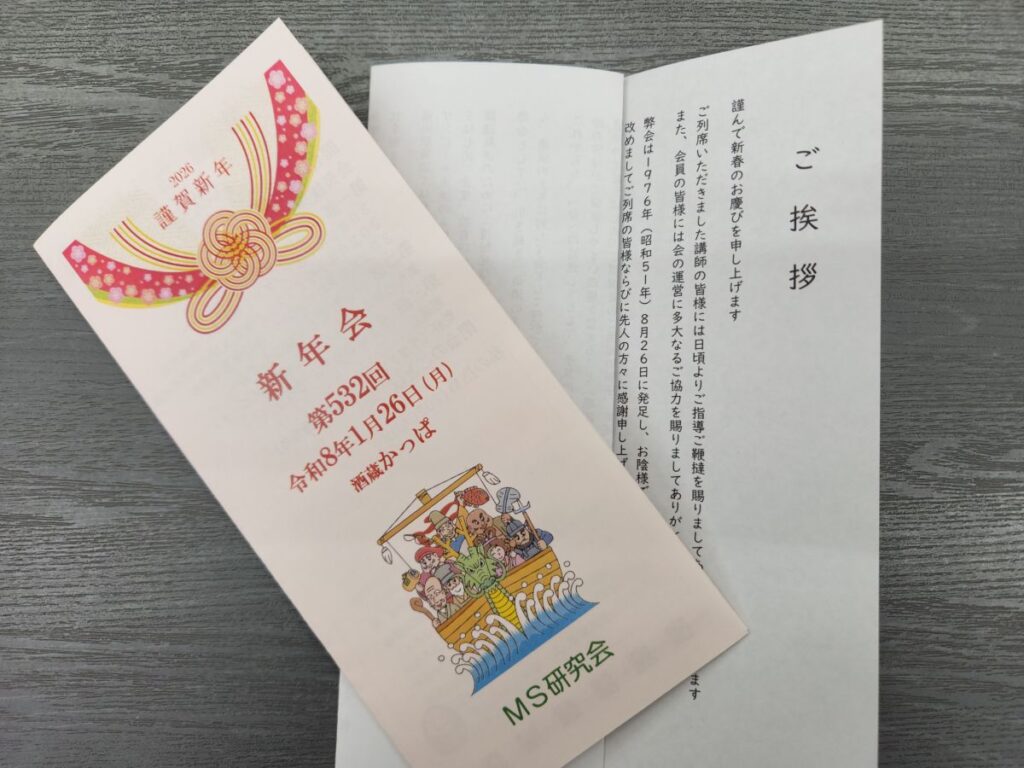 2026
謹賀新年
新年会
第532回
令和8年1月26日(月)
酒蔵かっぱ
MS研究会
ご挨拶
謹んで新春のお慶びを申し上げます
ご列席いただきました講師の皆様には日頃よりご指導ご鞭撻を賜りまして
また、会員の皆様には会の運営に多大なるご協力を賜りましてありが
ます
弊会は1976年(昭和51年)8月26日に発足し、お陰様
改めましてご列席の皆様ならびに先人の方々に感謝申し上げ